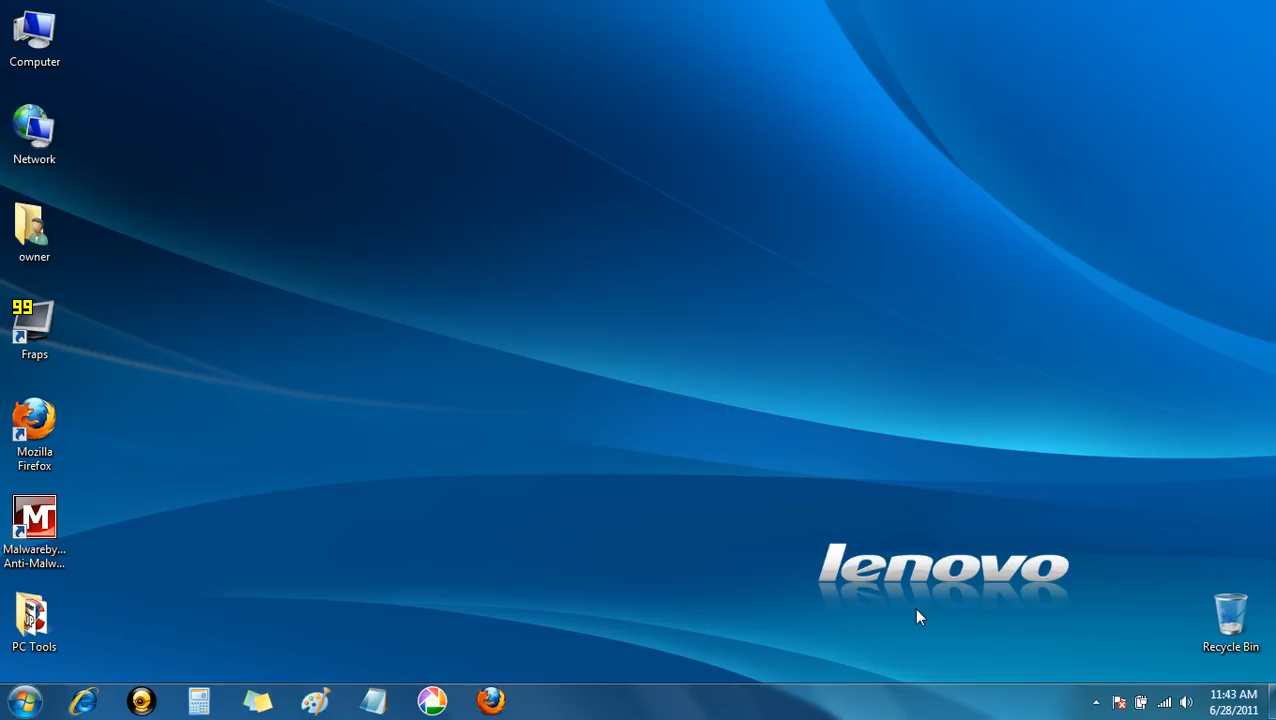 Computer
Network
owner
99
Fraps
Mozilla
Firefox
M
Malwareby...
Anti-Malw...
PC Tools
lenovo
Recycle Bin
11:43 AM
6/28/2011